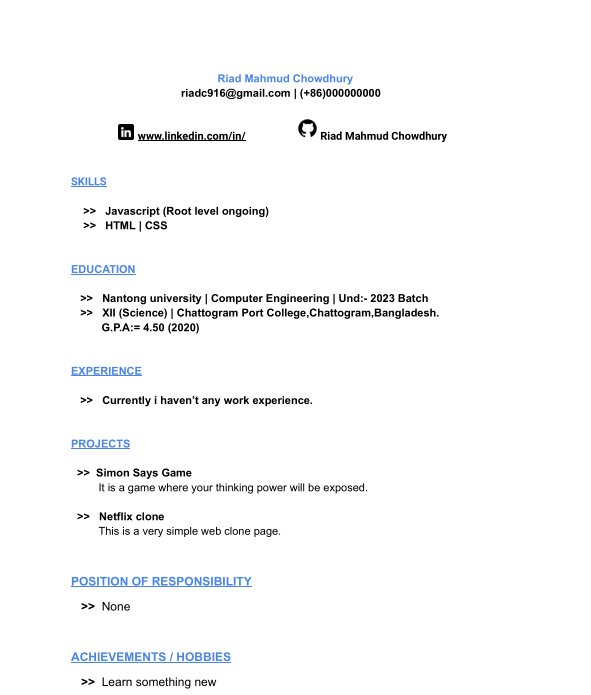 Riad Mahmud Chowdhury
riadc916@gmail.com | (+86)000000000
in www.linkedin.com/in/ Riad Mahmud Chowdhury
SKILLS
>> Javascript (Root level ongoing)
>> HTML | CSS
EDUCATION
>> Nantong university | Computer Engineering | Und:- 2023 Batch
>> XII (Science) | Chattogram Port College,Chattogram,Bangladesh.
G.P.A:= 4.50 (2020)
EXPERIENCE
>> Currently i haven’t any work experience.
PROJECTS
>> Simon Says Game
It is a game where your thinking power will be exposed.
>> Netflix clone
This is a very simple web clone page.
POSITION OF RESPONSIBILITY
>> None
ACHIEVEMENTS / HOBBIES
>> Learn something new